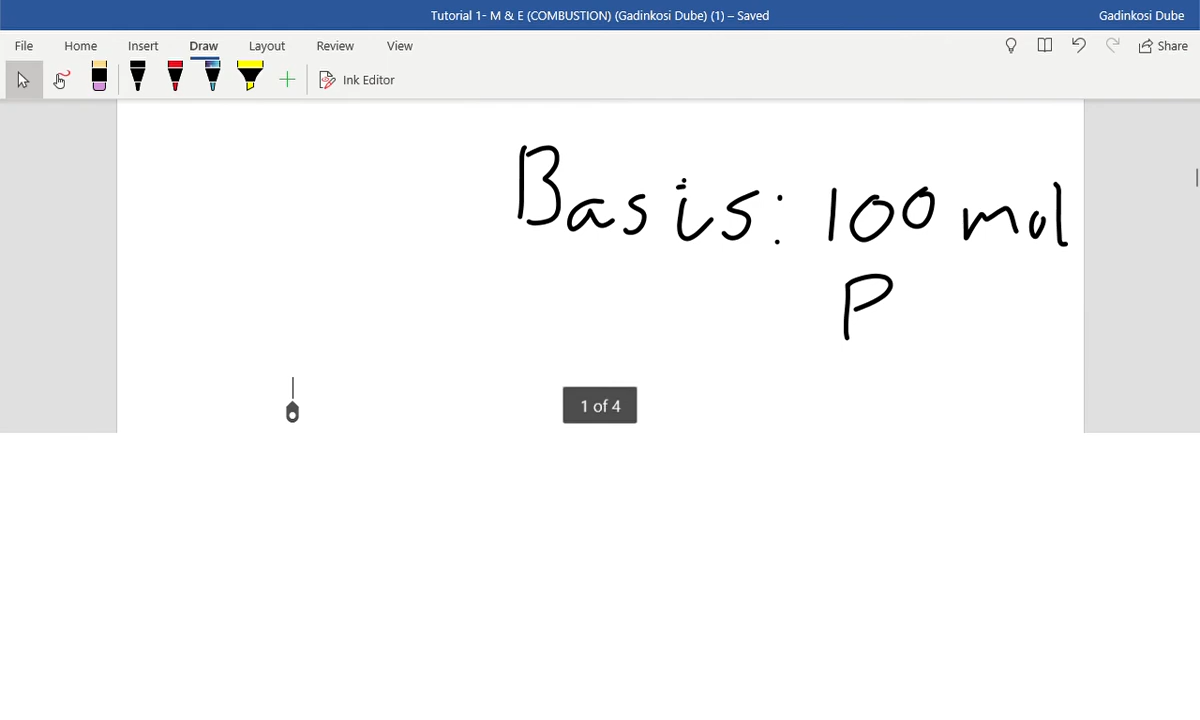 Tutorial 1- M & E (COMBUSTION) (Gadinkosi Dube) (1) – Saved
Gadinkosi Dube
File Home Insert Draw Layout Review View
Share
Ink Editor
Basis: 100 mol
P
1 of 4